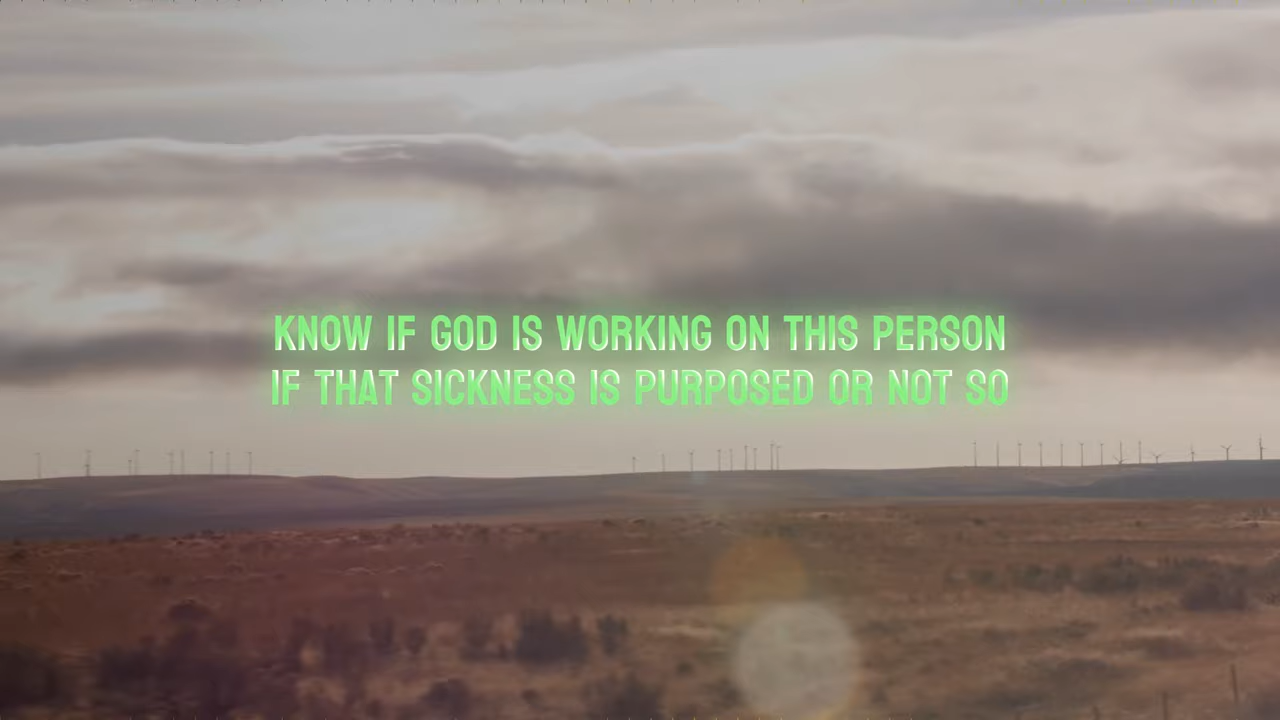 KNOW IF GOD IS WORKING ON THIS PERSON
IF THAT SICKNESS IS PURPOSED OR NOT SO